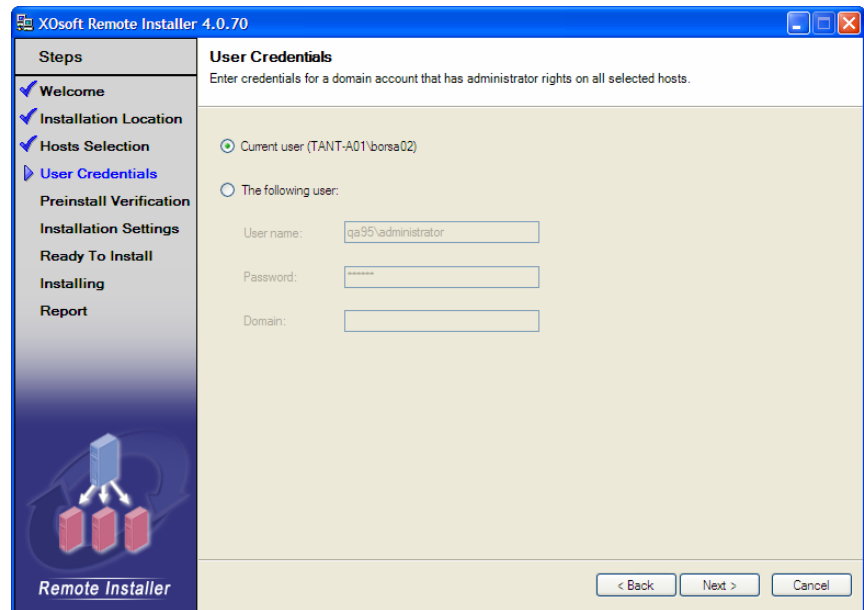 XOsoft Remote Installer 4.0.70
Steps
Welcome
Installation Location
Hosts Selection
User Credentials
Preinstall Verification
Installation Settings
Ready To Install
Installing
Report
Remote Installer
User Credentials
Enter credentials for a domain account that has administrator rights on all selected hosts.
Current user (TANT-A01\borsa02)
The following user:
User name: qa95\administrator
Password: ******
Domain:
< Back Next > Cancel